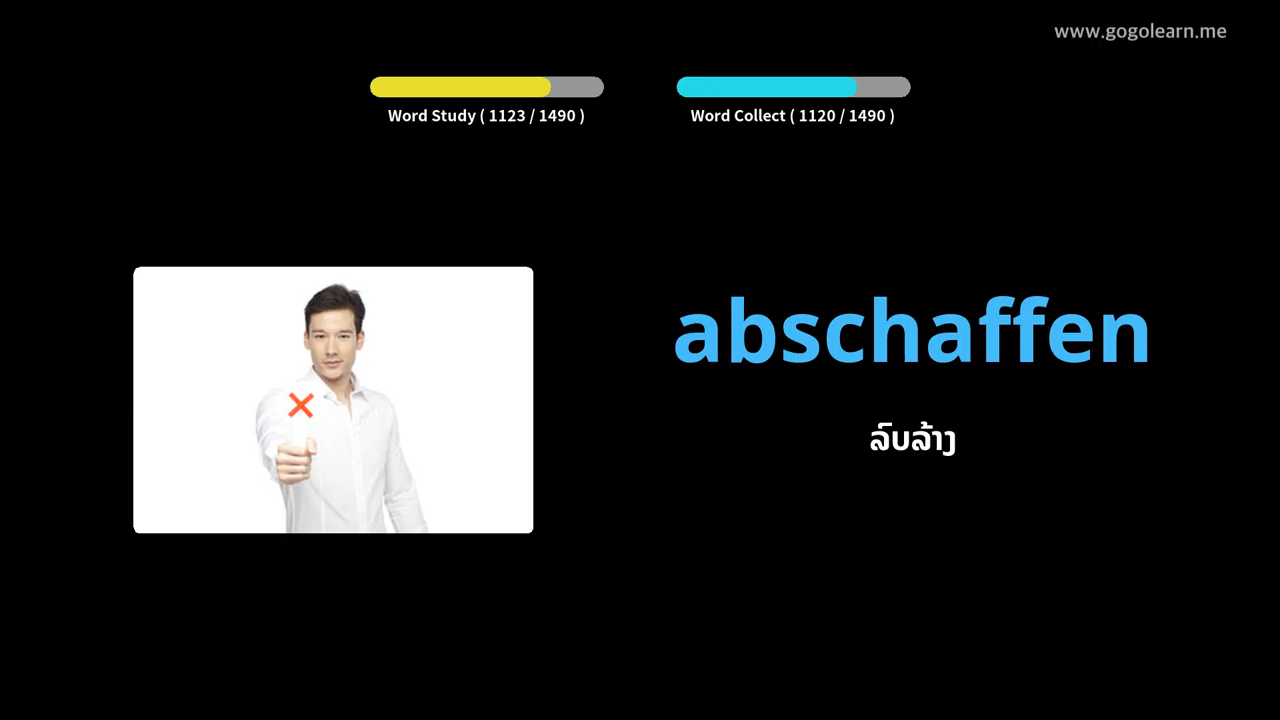 www.gogolearn.me
Word Study ( 1123 / 1490 )
Word Collect ( 1120 / 1490 )
abschaffen
ລົບລ້າງ